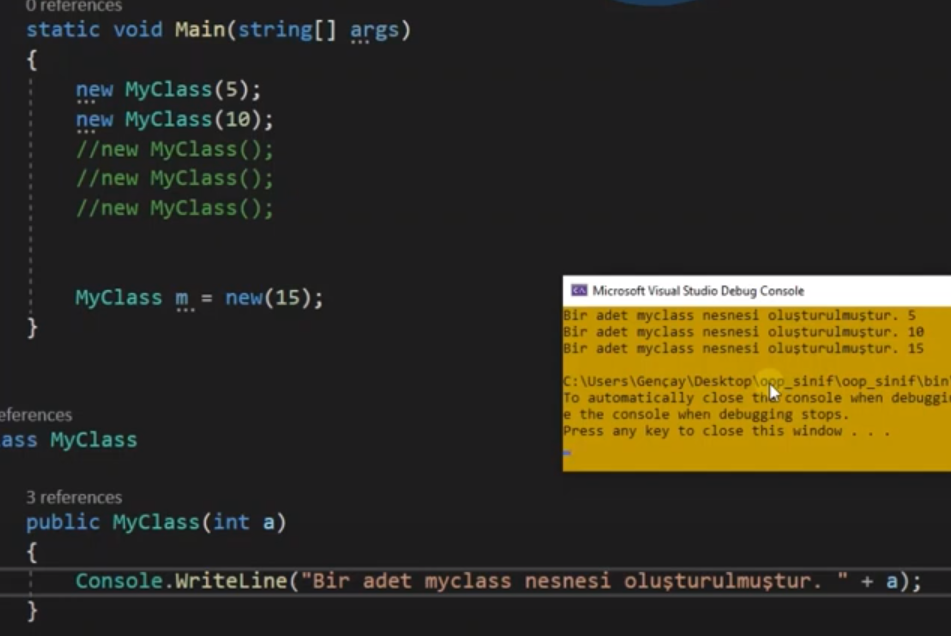 0 references
static void Main(string[] args)
{
new MyClass(5);
new MyClass(10);
//new MyClass();
//new MyClass();
//new MyClass();
MyClass m = new(15);
}
eferences
ass MyClass
3 references
public MyClass(int a)
{
Console.WriteLine("Bir adet myclass nesnesi oluşturulmuştur. " + a);
}
Microsoft Visual Studio Debug Console
Bir adet myclass nesnesi oluşturulmuştur. 5
Bir adet myclass nesnesi oluşturulmuştur. 10
Bir adet myclass nesnesi oluşturulmuştur. 15
C:\Users\Gençay\Desktop\oop_sinif\oop_sinif\bin\
To automatically close the console when debuggin
e the console when debugging stops.
Press any key to close this window . . .